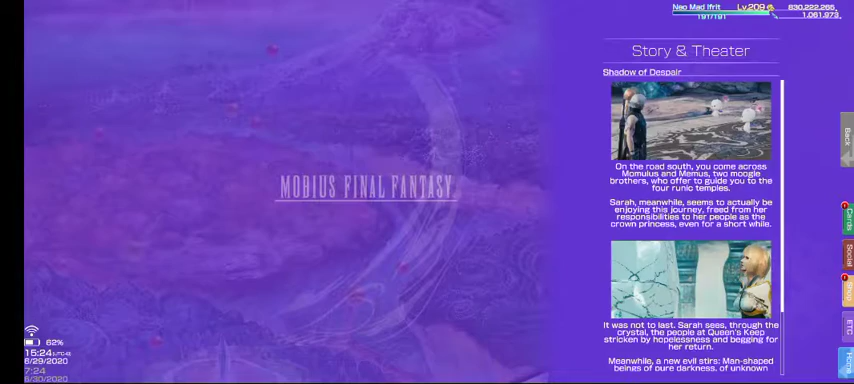 Nao Mad Ifrit Lv.209 830,222,265
191/191 1,061,973
Story & Theater
Shadow of Despair
On the road south, you come across
Momulus and Memus, two moogle
brothers, who offer to guide you to the
four runic temples.
Sarah, meanwhile, seems to actually be
enjoying this journey, freed from her
responsibilities to her people as the
crown princess, even for a short while.
MOBIUS FINAL FANTASY
It was not to last. Sarah sees, through the
crystal, the people at Queen's Keep
stricken by hopelessness and begging for
her return.
Meanwhile, a new evil stirs: Man-shaped
beings of pure darkness, of unknown
Back
Cards
Social
Shop
ETC
Home
62%
15:24
6/29/2020
7:24
6/30/2020